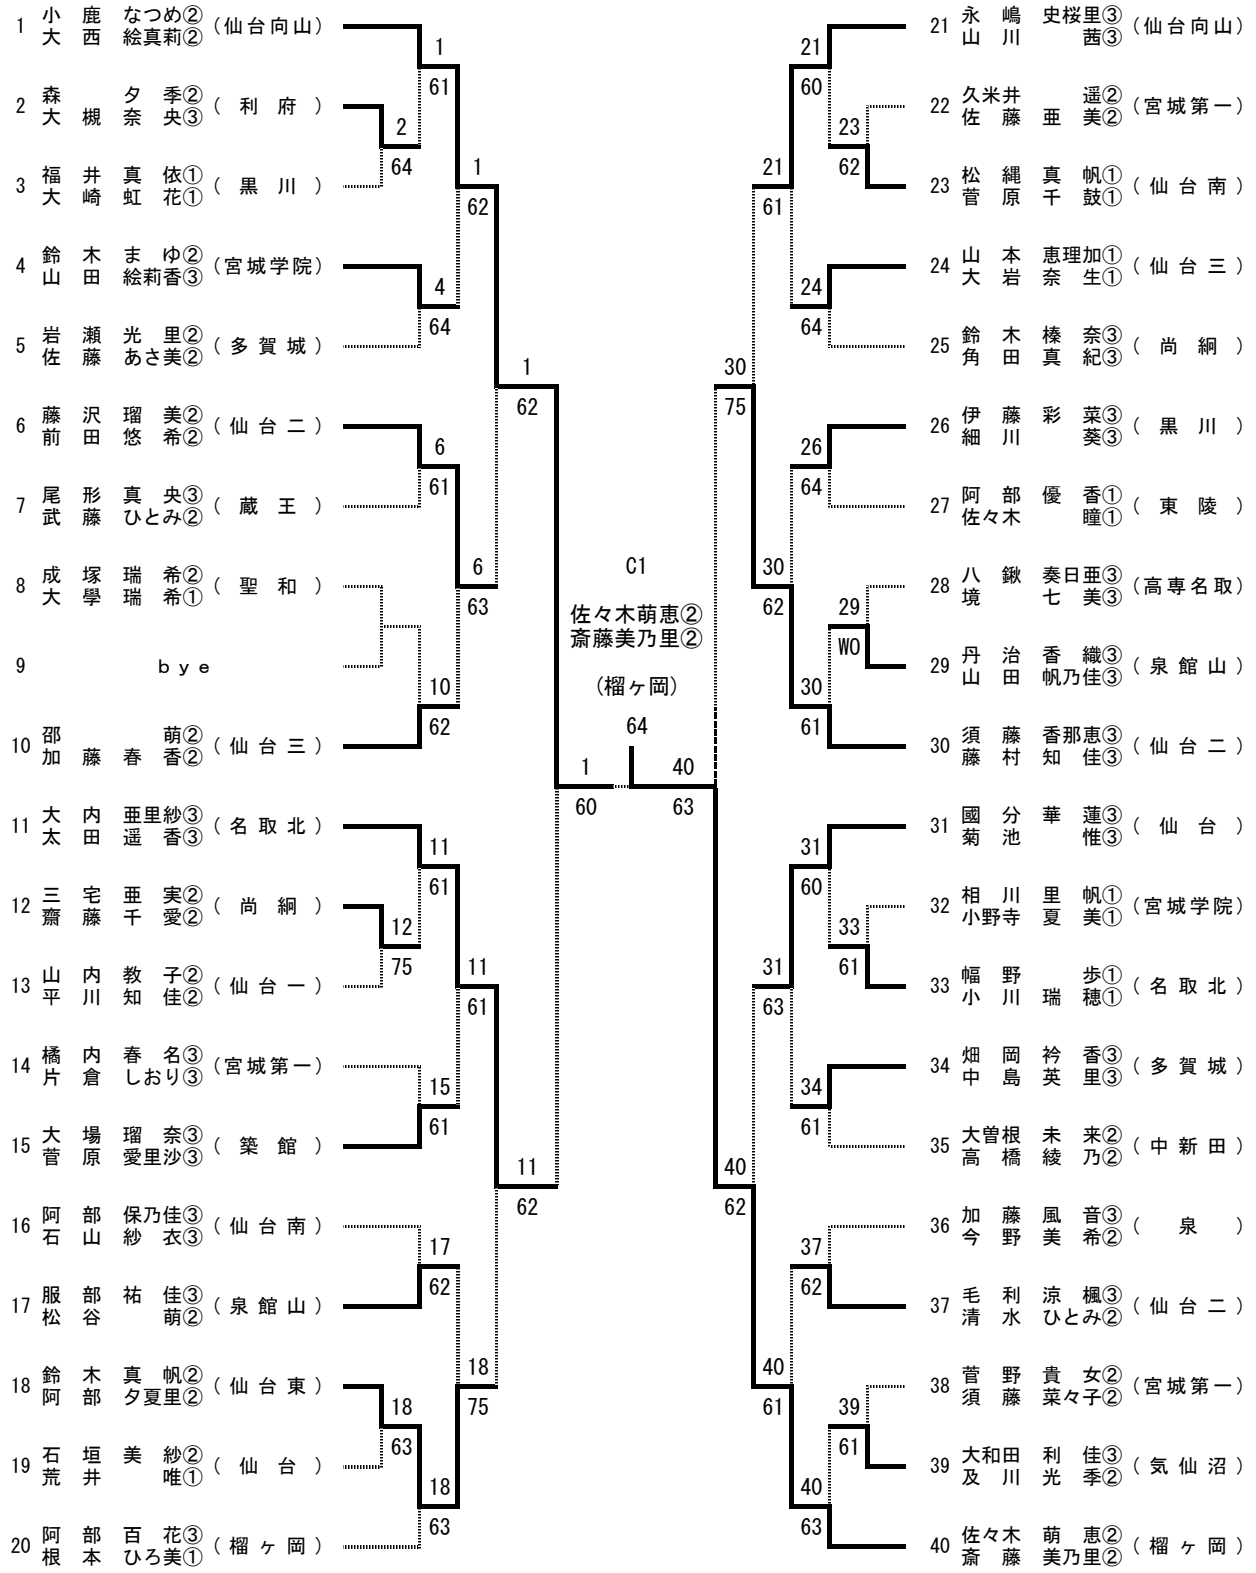 1 小鹿 なつめ② (仙台向山)
大西 絵真莉②
2 森 夕季② (利府)
大槻 奈央③
3 福井 真依① (黒川)
大崎 虹花①
4 鈴木 まゆ② (宮城学院)
山田 絵莉香③
5 岩瀬 光里② (多賀城)
佐藤 あさ美②
6 藤沢 瑠美② (仙台二)
前田 悠希②
7 尾形 真央③ (蔵王)
武藤 ひとみ②
8 成塚 瑞希② (聖和)
大學 瑞希①
9 bye
10 邵 萌② (仙台三)
加藤 春香②
11 大内 亜里紗③ (名取北)
太田 遥香③
12 三宅 亜実② (尚絅)
齋藤 千愛②
13 山内 教子② (仙台一)
平川 知佳②
14 橘内 春名③ (宮城第一)
片倉 しおり③
15 大場 瑠奈③ (築館)
菅原 愛里沙③
16 阿部 保乃佳③ (仙台南)
石山 紗衣③
17 服部 祐佳③ (泉館山)
松谷 萌②
18 鈴木 真帆② (仙台東)
阿部 夕夏里②
19 石垣 美紗② (仙台)
荒井 唯①
20 阿部 百花③ (榴ヶ岡)
根本 ひろ美①
2
64
12
75
18
63
1
61
4
64
6
61
10
62
11
61
15
61
17
62
18
63
1
62
6
63
11
61
18
75
1
62
11
62
1
60
C1
佐々木萌恵②
斎藤美乃里②
(榴ヶ岡)
64
40
63
30
75
40
62
21
61
30
62
31
63
40
61
21
60
24
64
26
64
30
61
31
60
34
61
37
62
40
63
23
62
29
WO
33
61
39
61
21 永嶋 史桜里③ (仙台向山)
山川 茜③
22 久米井 遥② (宮城第一)
佐藤 亜美②
23 松縄 真帆① (仙台南)
菅原 千鼓①
24 山本 恵理加① (仙台三)
大岩 奈生①
25 鈴木 榛奈③ (尚絅)
角田 真紀③
26 伊藤 彩菜③ (黒川)
細川 葵③
27 阿部 優香① (東陵)
佐々木 瞳①
28 八鍬 奏日亜③ (高専名取)
境 七美③
29 丹治 香織③ (泉館山)
山田 帆乃佳③
30 須藤 香那恵③ (仙台二)
藤村 知佳③
31 國分 華蓮③ (仙台)
菊池 惟③
32 相川 里帆① (宮城学院)
小野寺 夏美①
33 幅野 歩① (名取北)
小川 瑞穂①
34 畑岡 衿香③ (多賀城)
中島 英里③
35 大曽根 未来② (中新田)
高橋 綾乃②
36 加藤 風音③ (泉)
今野 美希②
37 毛利 涼楓③ (仙台二)
清水 ひとみ②
38 菅野 貴女② (宮城第一)
須藤 菜々子②
39 大和田 利佳③ (気仙沼)
及川 光季②
40 佐々木 萌恵② (榴ヶ岡)
斎藤 美乃里②